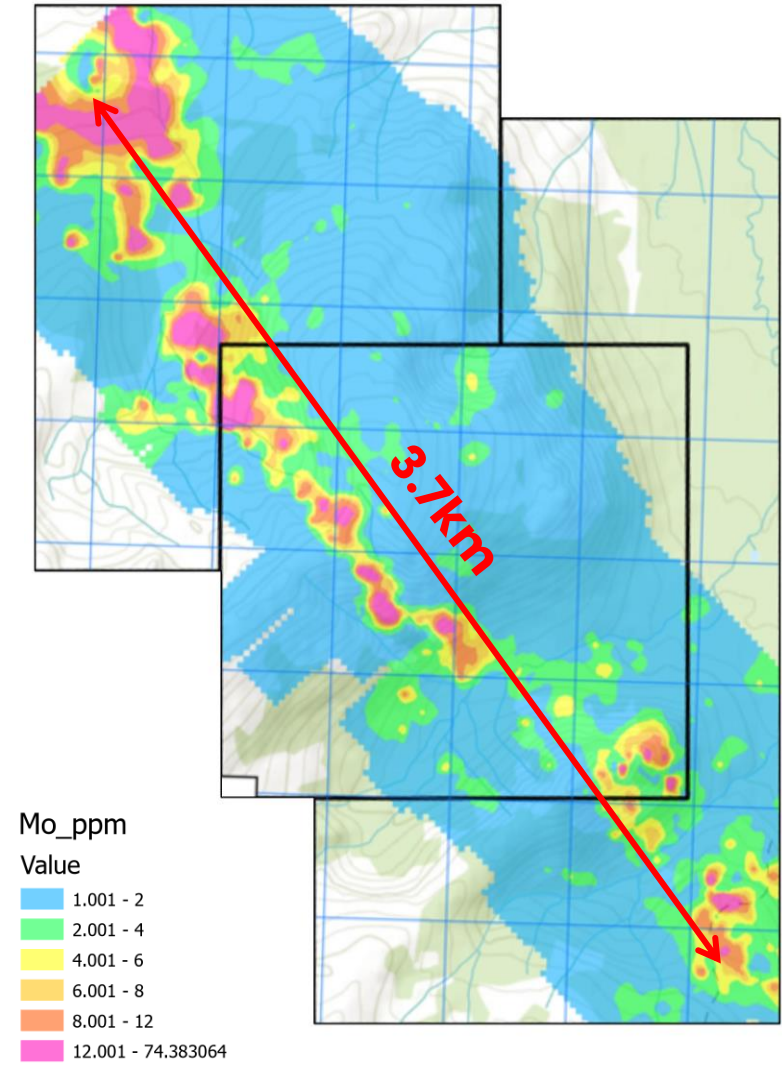 3.7km
Mo_ppm
Value
1.001 - 2
2.001 - 4
4.001 - 6
6.001 - 8
8.001 - 12
12.001 - 74.383064